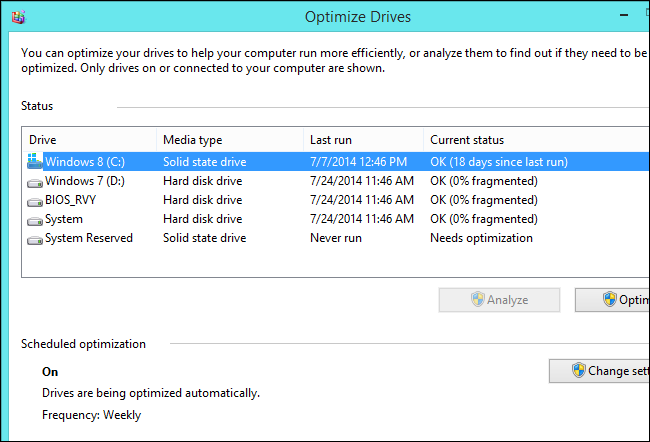 Optimize Drives
You can optimize your drives to help your computer run more efficiently, or analyze them to find out if they need to be
optimized. Only drives on or connected to your computer are shown.
Status
Drive Media type Last run Current status
Windows 8 (C:) Solid state drive 7/7/2014 12:46 PM OK (18 days since last run)
Windows 7 (D:) Hard disk drive 7/24/2014 11:46 AM OK (0% fragmented)
BIOS_RVY Hard disk drive 7/24/2014 11:46 AM OK (0% fragmented)
System Hard disk drive 7/24/2014 11:46 AM OK (0% fragmented)
System Reserved Solid state drive Never run Needs optimization
Analyze Optim
Scheduled optimization
On Change sett
Drives are being optimized automatically.
Frequency: Weekly